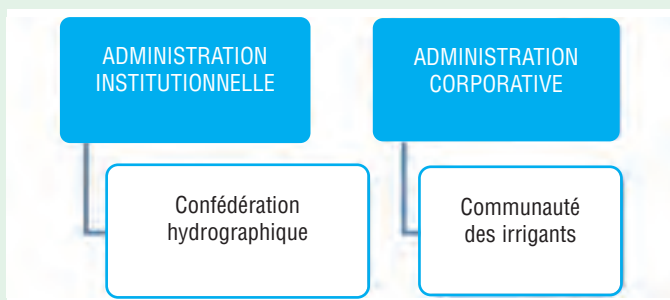 ADMINISTRATION
INSTITUTIONNELLE
Confédération
hydrographique
ADMINISTRATION
CORPORATIVE
Communauté
des irrigants